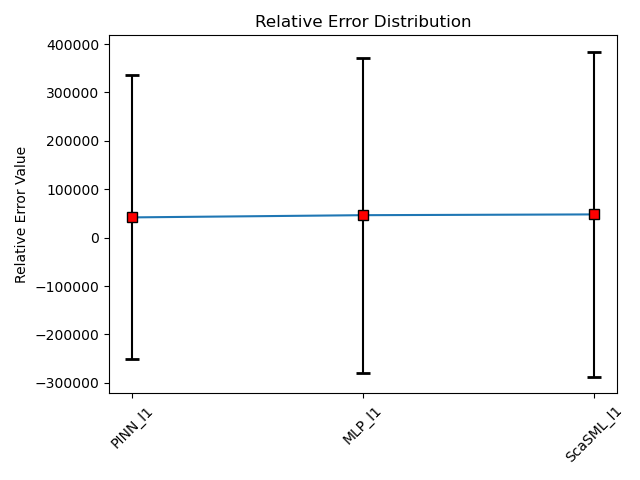 Relative Error Distribution
Relative Error Value
400000
300000
200000
100000
0
−100000
−200000
−300000
PINN_l1
MLP_l1
ScaSML_l1